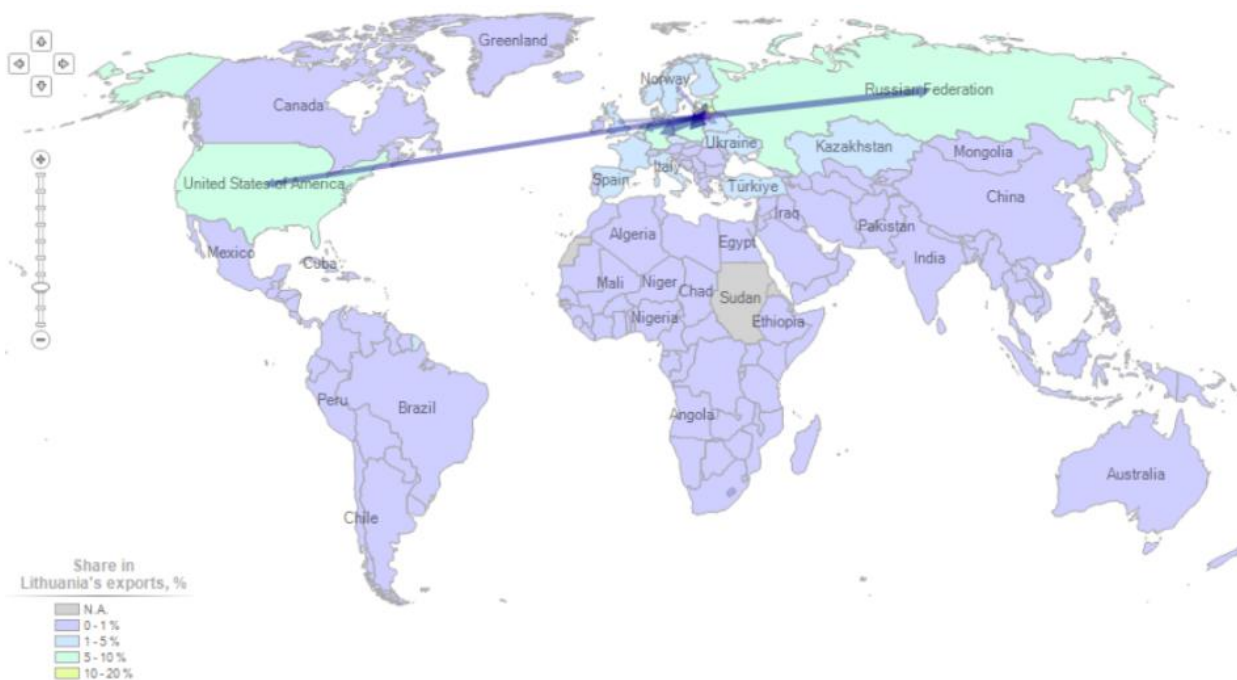 Greenland
Norway
Canada
Russian Federation
Ukraine
Kazakhstan
Mongolia
United States of America
Spain
Italy
Türkiye
China
Mexico
Cuba
Algeria
Egypt
Iraq
Pakistan
India
Mali
Niger
Chad
Sudan
Nigeria
Ethiopia
Peru
Brazil
Angola
Australia
Chile
Share in
Lithuania's exports, %
N.A.
0 - 1 %
1 - 5 %
5 - 10 %
10 - 20 %